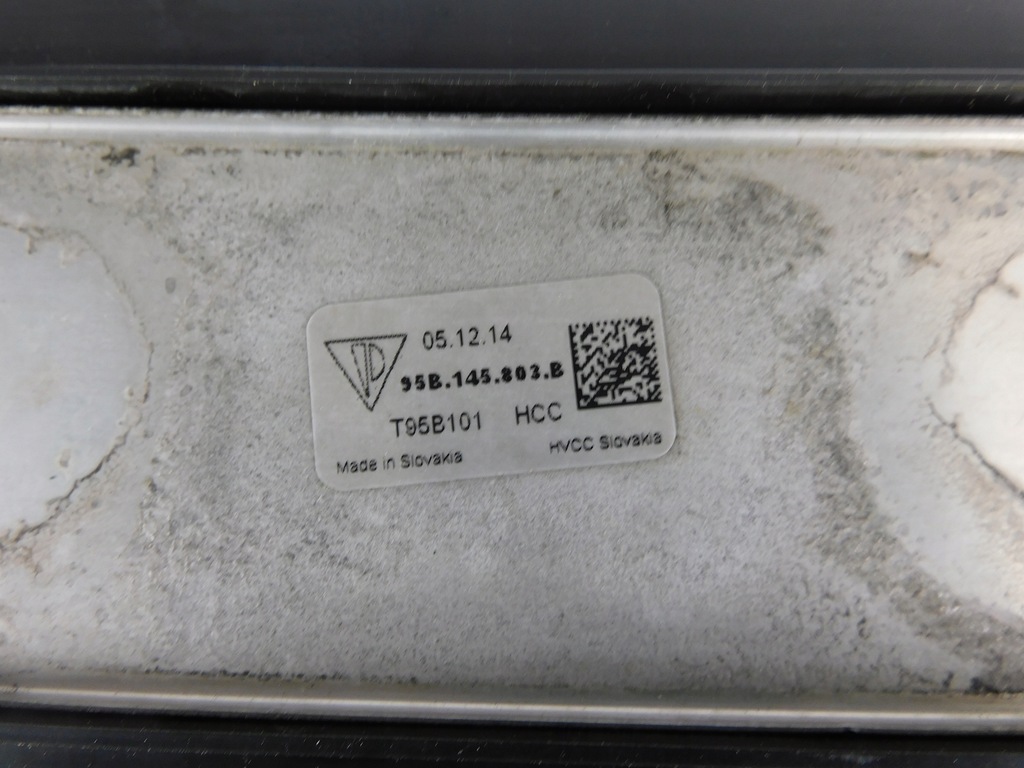 05.12.14
95B.145.803.B
T95B101 HCC
Made in Slovakia HVCC Slovakia